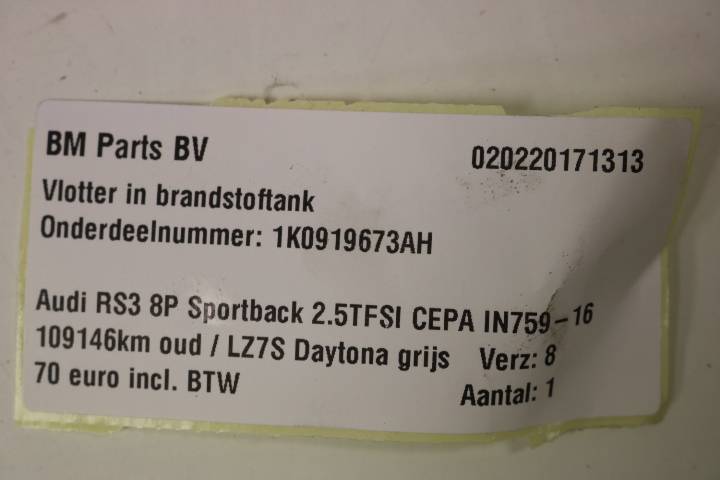 BM Parts BV 020220171313
Vlotter in brandstoftank
Onderdeelnummer: 1K0919673AH
Audi RS3 8P Sportback 2.5TFSI CEPA IN759-16
109146km oud / LZ7S Daytona grijs Verz: 8
70 euro incl. BTW Aantal: 1